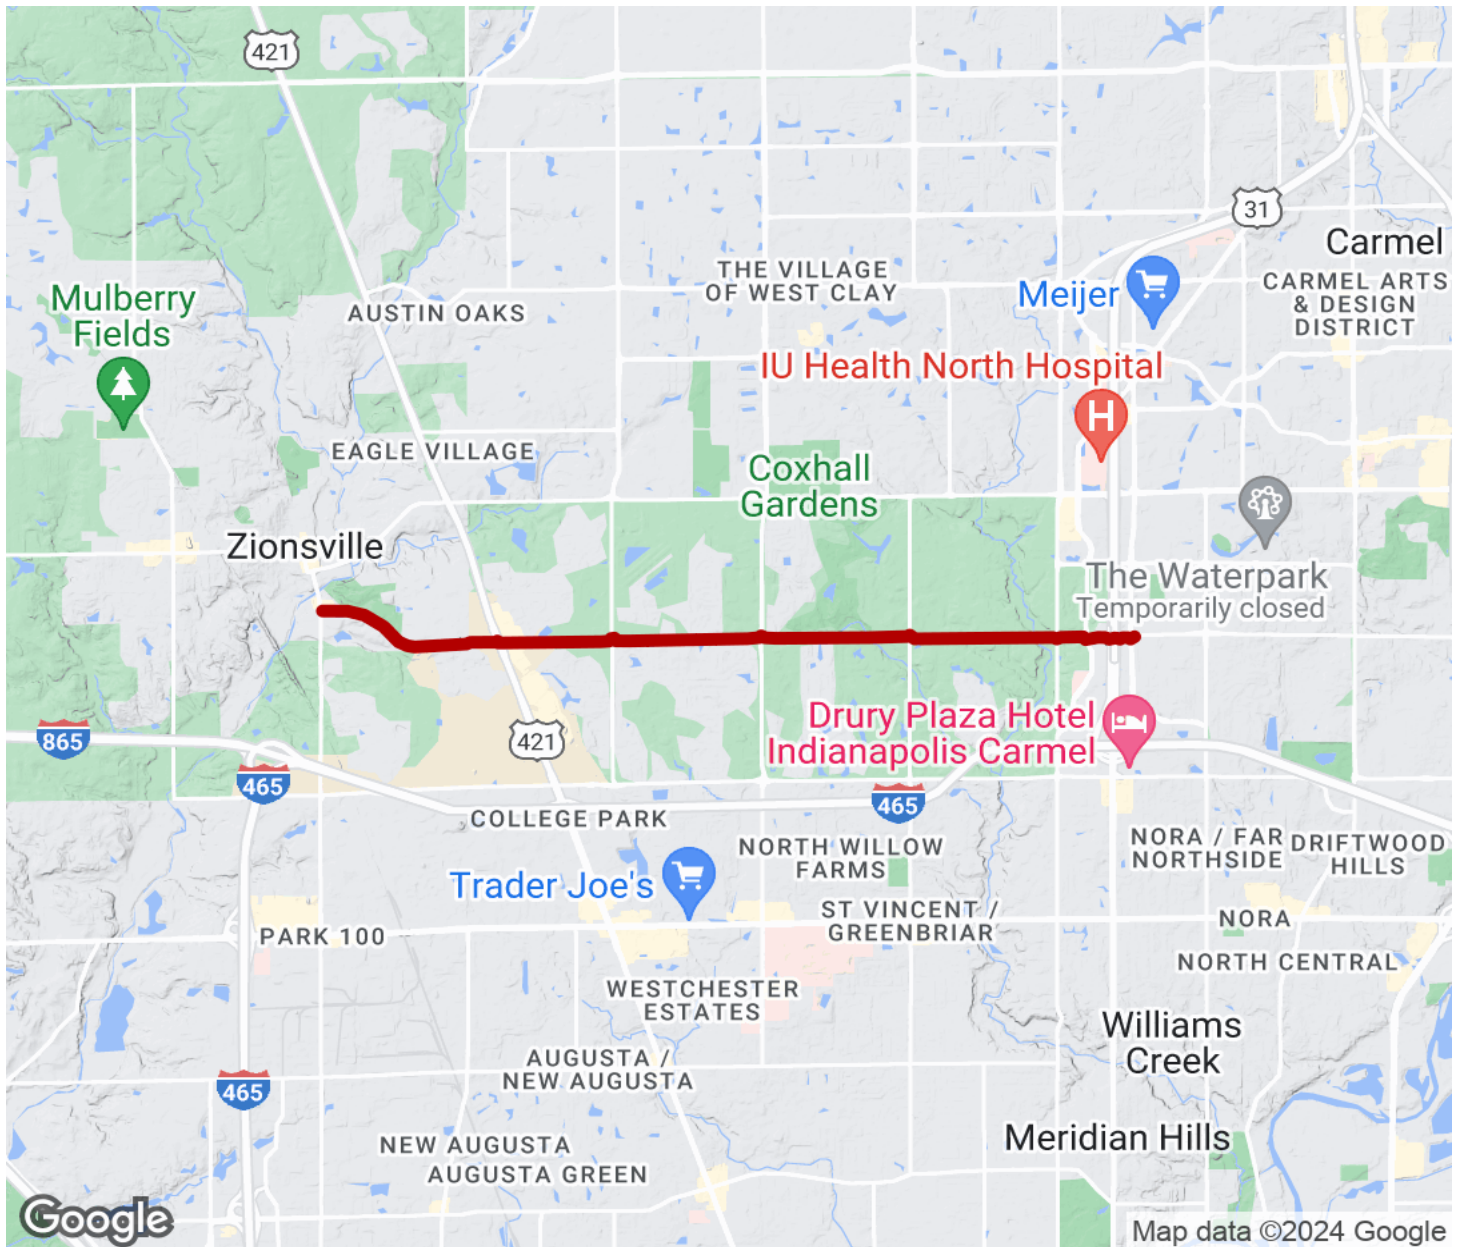 421
31
Carmel
CARMEL ARTS
& DESIGN
DISTRICT
THE VILLAGE
OF WEST CLAY
Meijer
Mulberry
Fields
AUSTIN OAKS
IU Health North Hospital
H
EAGLE VILLAGE
Coxhall
Gardens
Zionsville
The Waterpark
Temporarily closed
865
421
Drury Plaza Hotel
Indianapolis Carmel
465
465
COLLEGE PARK
NORTH WILLOW
FARMS
NORA / FAR
NORTHSIDE
DRIFTWOOD
HILLS
Trader Joe's
ST VINCENT /
GREENBRIAR
NORA
PARK 100
NORTH CENTRAL
WESTCHESTER
ESTATES
Williams
Creek
AUGUSTA /
NEW AUGUSTA
465
NEW AUGUSTA
AUGUSTA GREEN
Meridian Hills
Google
Map data ©2024 Google